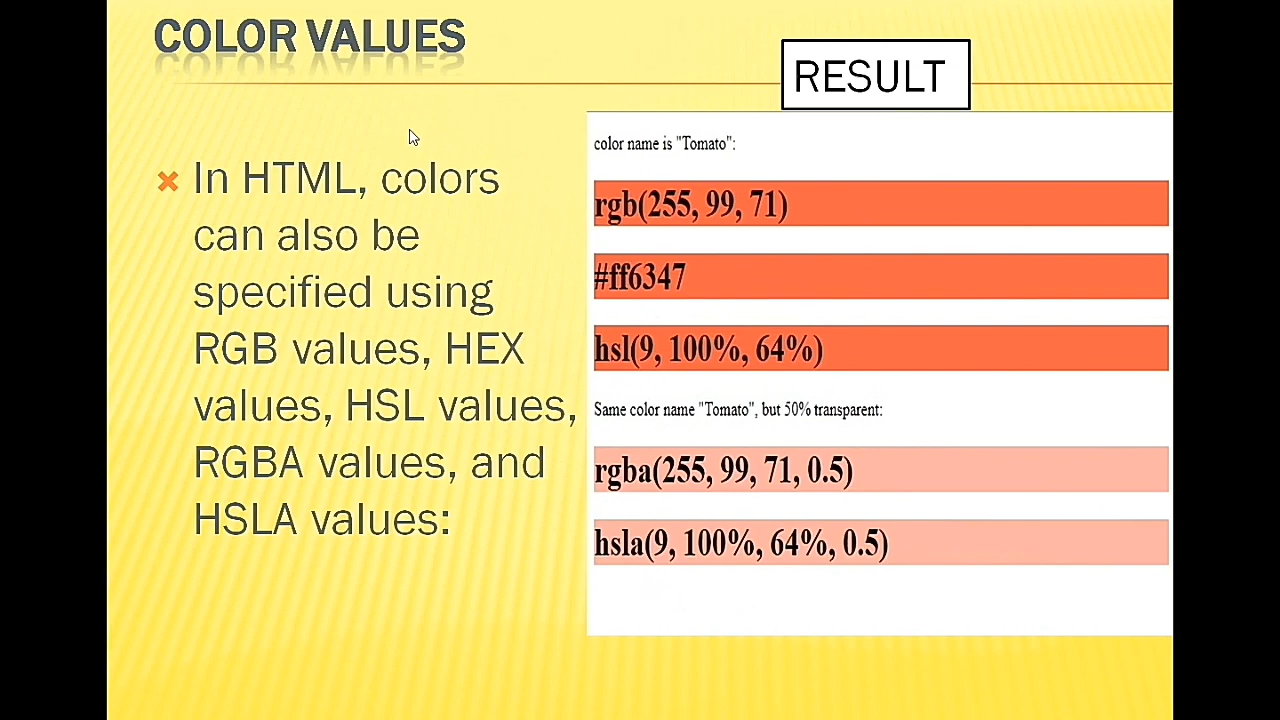 COLOR VALUES
RESULT
In HTML, colors
can also be
specified using
RGB values, HEX
values, HSL values,
RGBA values, and
HSLA values:
color name is "Tomato":
rgb(255, 99, 71)
#ff6347
hsl(9, 100%, 64%)
Same color name "Tomato", but 50% transparent:
rgba(255, 99, 71, 0.5)
hsla(9, 100%, 64%, 0.5)